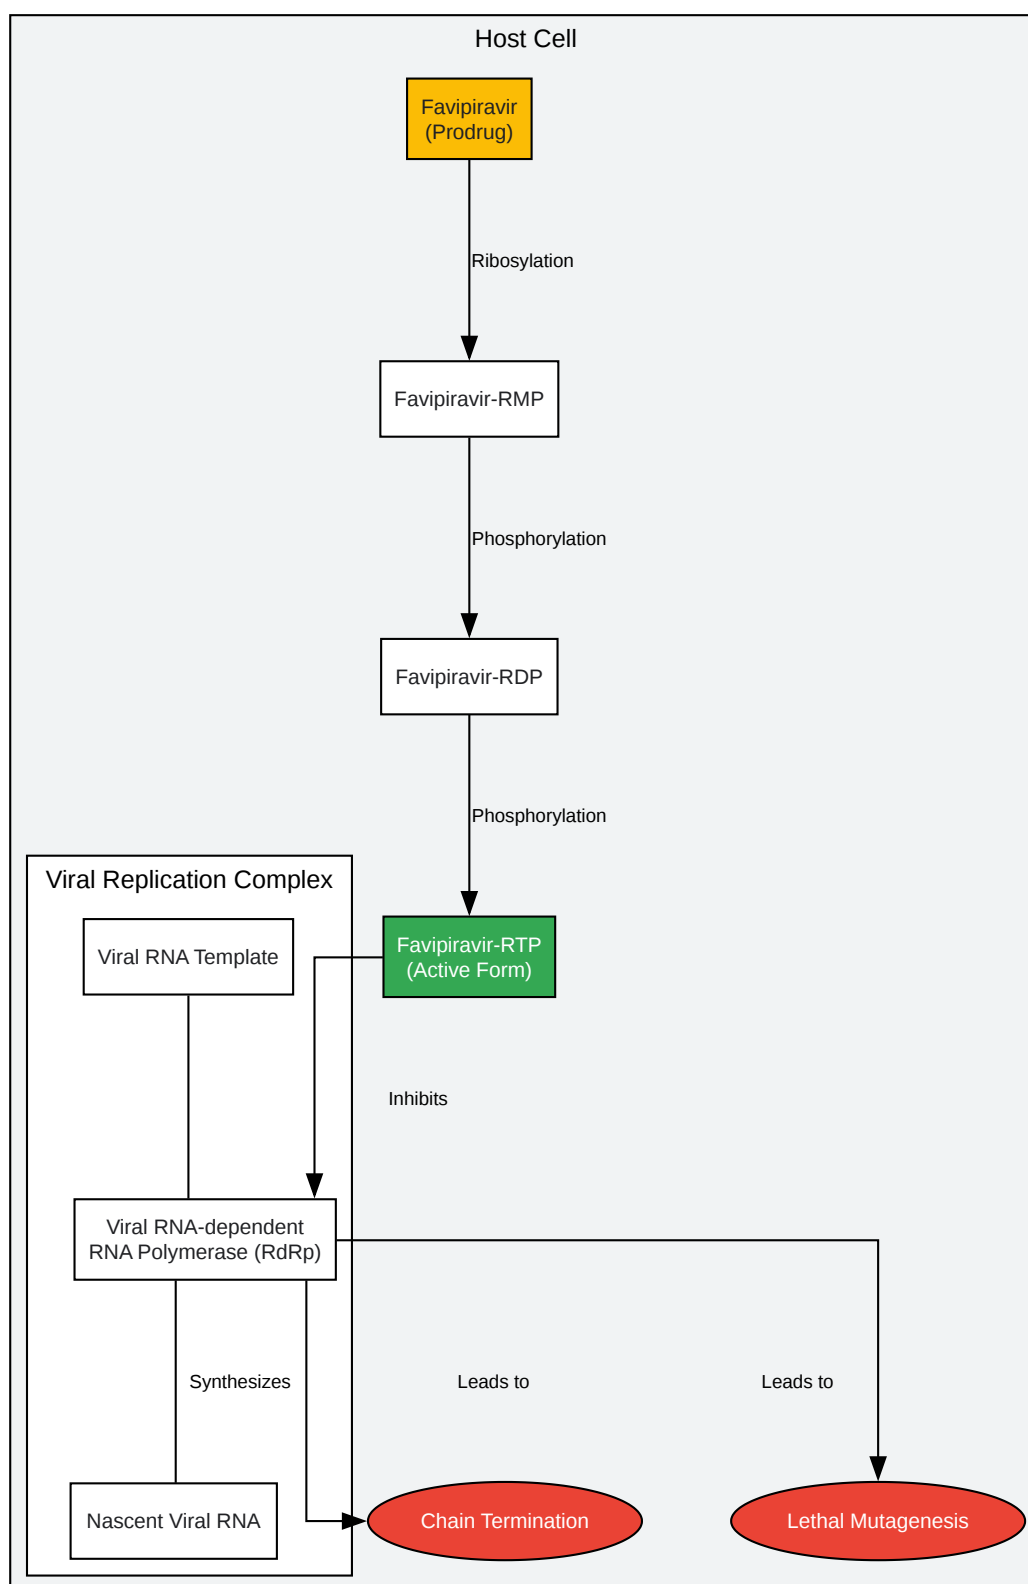 Host Cell
Favipiravir
(Prodrug)
Ribosylation
Favipiravir-RMP
Phosphorylation
Favipiravir-RDP
Phosphorylation
Viral Replication Complex
Viral RNA Template
Favipiravir-RTP
(Active Form)
Inhibits
Viral RNA-dependent
RNA Polymerase (RdRp)
Synthesizes
Leads to
Leads to
Nascent Viral RNA
Chain Termination
Lethal Mutagenesis